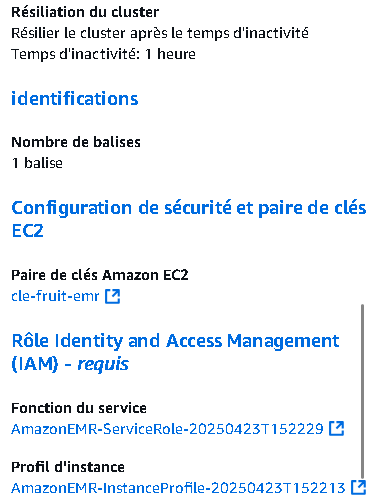 Résiliation du cluster
Résilier le cluster après le temps d'inactivité
Temps d'inactivité: 1 heure
identifications
Nombre de balises
1 balise
Configuration de sécurité et paire de clés
EC2
Paire de clés Amazon EC2
cle-fruit-emr
Rôle Identity and Access Management
(IAM) - requis
Fonction du service
AmazonEMR-ServiceRole-20250423T152229
Profil d'instance
AmazonEMR-InstanceProfile-20250423T152213